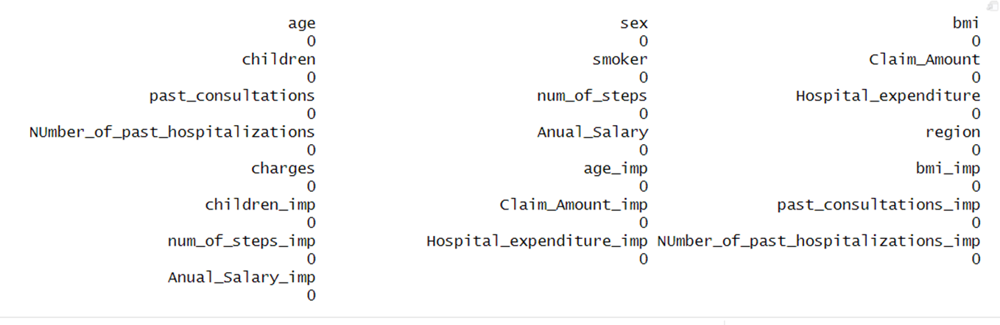 age sex bmi
0 0 0
children smoker Claim_Amount
0 0 0
past_consultations num_of_steps Hospital_expenditure
0 0 0
NUmber_of_past_hospitalizations Anual_Salary region
0 0 0
charges age_imp bmi_imp
0 0 0
children_imp Claim_Amount_imp past_consultations_imp
0 0 0
num_of_steps_imp Hospital_expenditure_imp NUmber_of_past_hospitalizations_imp
0 0 0
Anual_Salary_imp
0